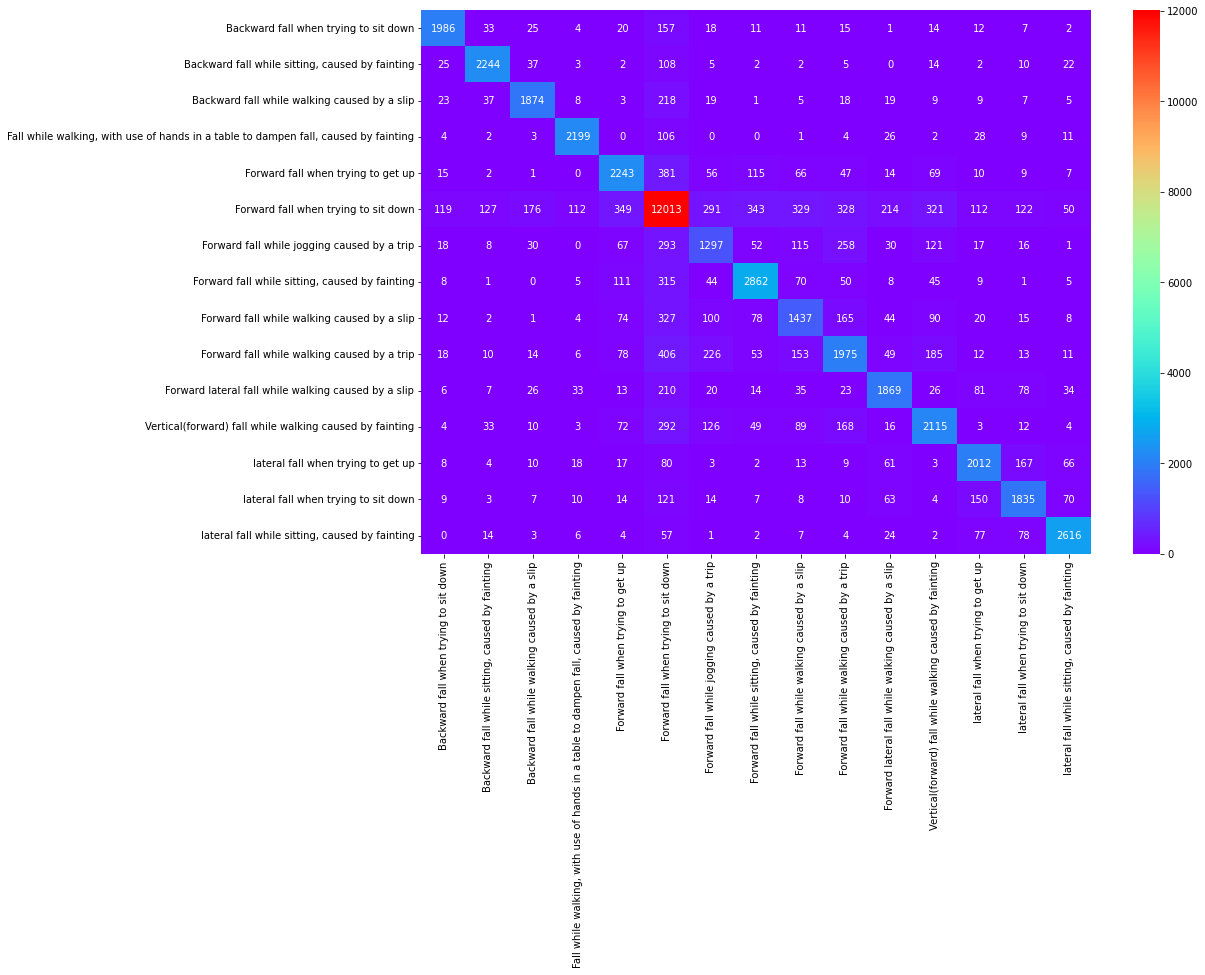 Backward fall when trying to sit down 1986 33 25 4 20 157 18 11 11 15 1 14 12 7 2
Backward fall while sitting, caused by fainting 25 2244 37 3 2 108 5 2 2 5 0 14 2 10 22
Backward fall while walking caused by a slip 23 37 1874 8 3 218 19 1 5 18 19 9 9 7 5
Fall while walking, with use of hands in a table to dampen fall, caused by fainting 4 2 3 2199 0 106 0 0 1 4 26 2 28 9 11
Forward fall when trying to get up 15 2 1 0 2243 381 56 115 66 47 14 69 10 9 7
Forward fall when trying to sit down 119 127 176 112 349 12013 291 343 329 328 214 321 112 122 50
Forward fall while jogging caused by a trip 18 8 30 0 67 293 1297 52 115 258 30 121 17 16 1
Forward fall while sitting, caused by fainting 8 1 0 5 111 315 44 2862 70 50 8 45 9 1 5
Forward fall while walking caused by a slip 12 2 1 4 74 327 100 78 1437 165 44 90 20 15 8
Forward fall while walking caused by a trip 18 10 14 6 78 406 226 53 153 1975 49 185 12 13 11
Forward lateral fall while walking caused by a slip 6 7 26 33 13 210 20 14 35 23 1869 26 81 78 34
Vertical(forward) fall while walking caused by fainting 4 33 10 3 72 292 126 49 89 168 16 2115 3 12 4
lateral fall when trying to get up 8 4 10 18 17 80 3 2 13 9 61 3 2012 167 66
lateral fall when trying to sit down 9 3 7 10 14 121 14 7 8 10 63 4 150 1835 70
lateral fall while sitting, caused by fainting 0 14 3 6 4 57 1 2 7 4 24 2 77 78 2616
Backward fall when trying to sit down
Backward fall while sitting, caused by fainting
Backward fall while walking caused by a slip
Fall while walking, with use of hands in a table to dampen fall, caused by fainting
Forward fall when trying to get up
Forward fall when trying to sit down
Forward fall while jogging caused by a trip
Forward fall while sitting, caused by fainting
Forward fall while walking caused by a slip
Forward fall while walking caused by a trip
Forward lateral fall while walking caused by a slip
Vertical(forward) fall while walking caused by fainting
lateral fall when trying to get up
lateral fall when trying to sit down
lateral fall while sitting, caused by fainting
12000
10000
8000
6000
4000
2000
0